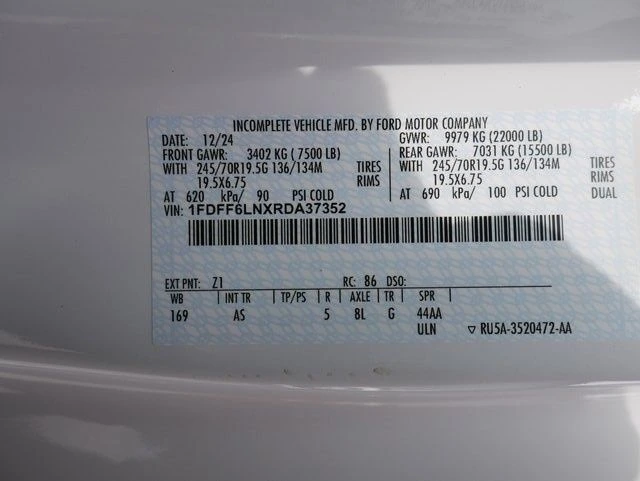 INCOMPLETE VEHICLE MFD. BY FORD MOTOR COMPANY
DATE: 12/24 GVWR: 9979 KG (22000 LB)
FRONT GAWR: 3402 KG ( 7500 LB) REAR GAWR: 7031 KG (15500 LB)
WITH 245/70R19.5G 136/134M TIRES WITH 245/70R19.5G 136/134M TIRES
19.5X6.75 RIMS 19.5X6.75 RIMS
AT 620 kPa/ 90 PSI COLD AT 690 kPa/ 100 PSI COLD DUAL
VIN: 1FDFF6LNXRDA37352
EXT PNT: Z1 RC: 86 DSO:
WB INT TR TP/PS R AXLE TR SPR
169 AS 5 8L G 44AA
ULN ▽ RU5A-3520472-AA